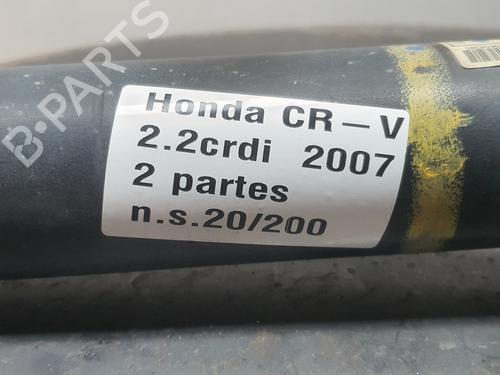 B-PARTS
Honda CR-V
2.2crdi 2007
2 partes
n.s.20/200